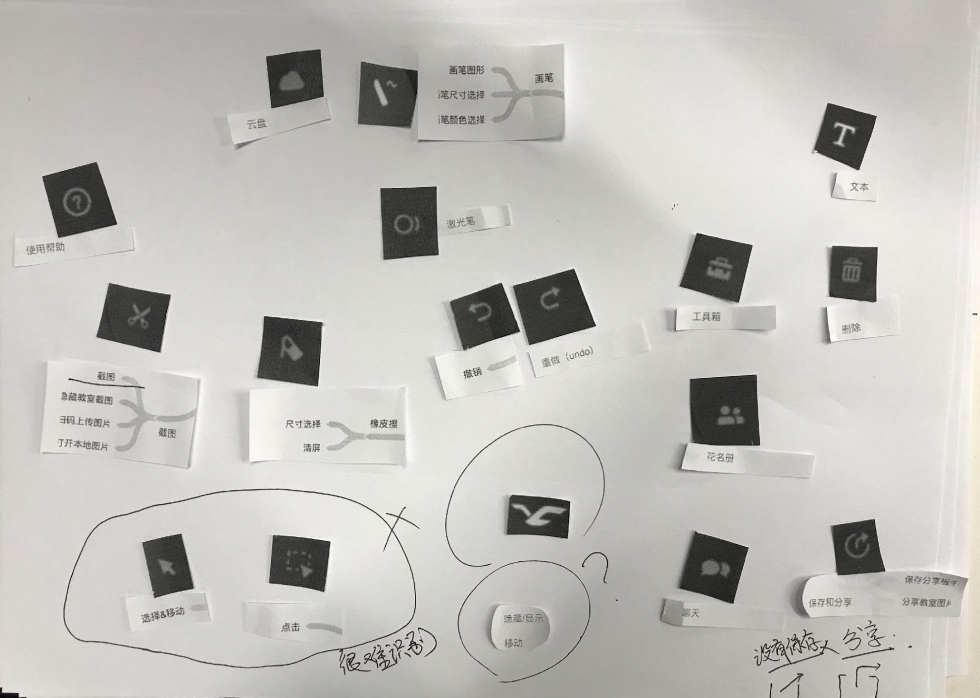 画笔图形
画笔
笔尺寸选择
笔颜色选择
云盘
T
文本
?
使用帮助
激光笔
工具箱
删除
撤销
重做 (undo)
截图
隐藏教室截图
扫码上传图片
打开本地图片
截图
尺寸选择
橡皮擦
清屏
花名册
选择&移动
点击
很难识别
?
隐藏/显示
移动
聊天
保存分享板书
保存和分享
分享教室图片
没有保存 分享.